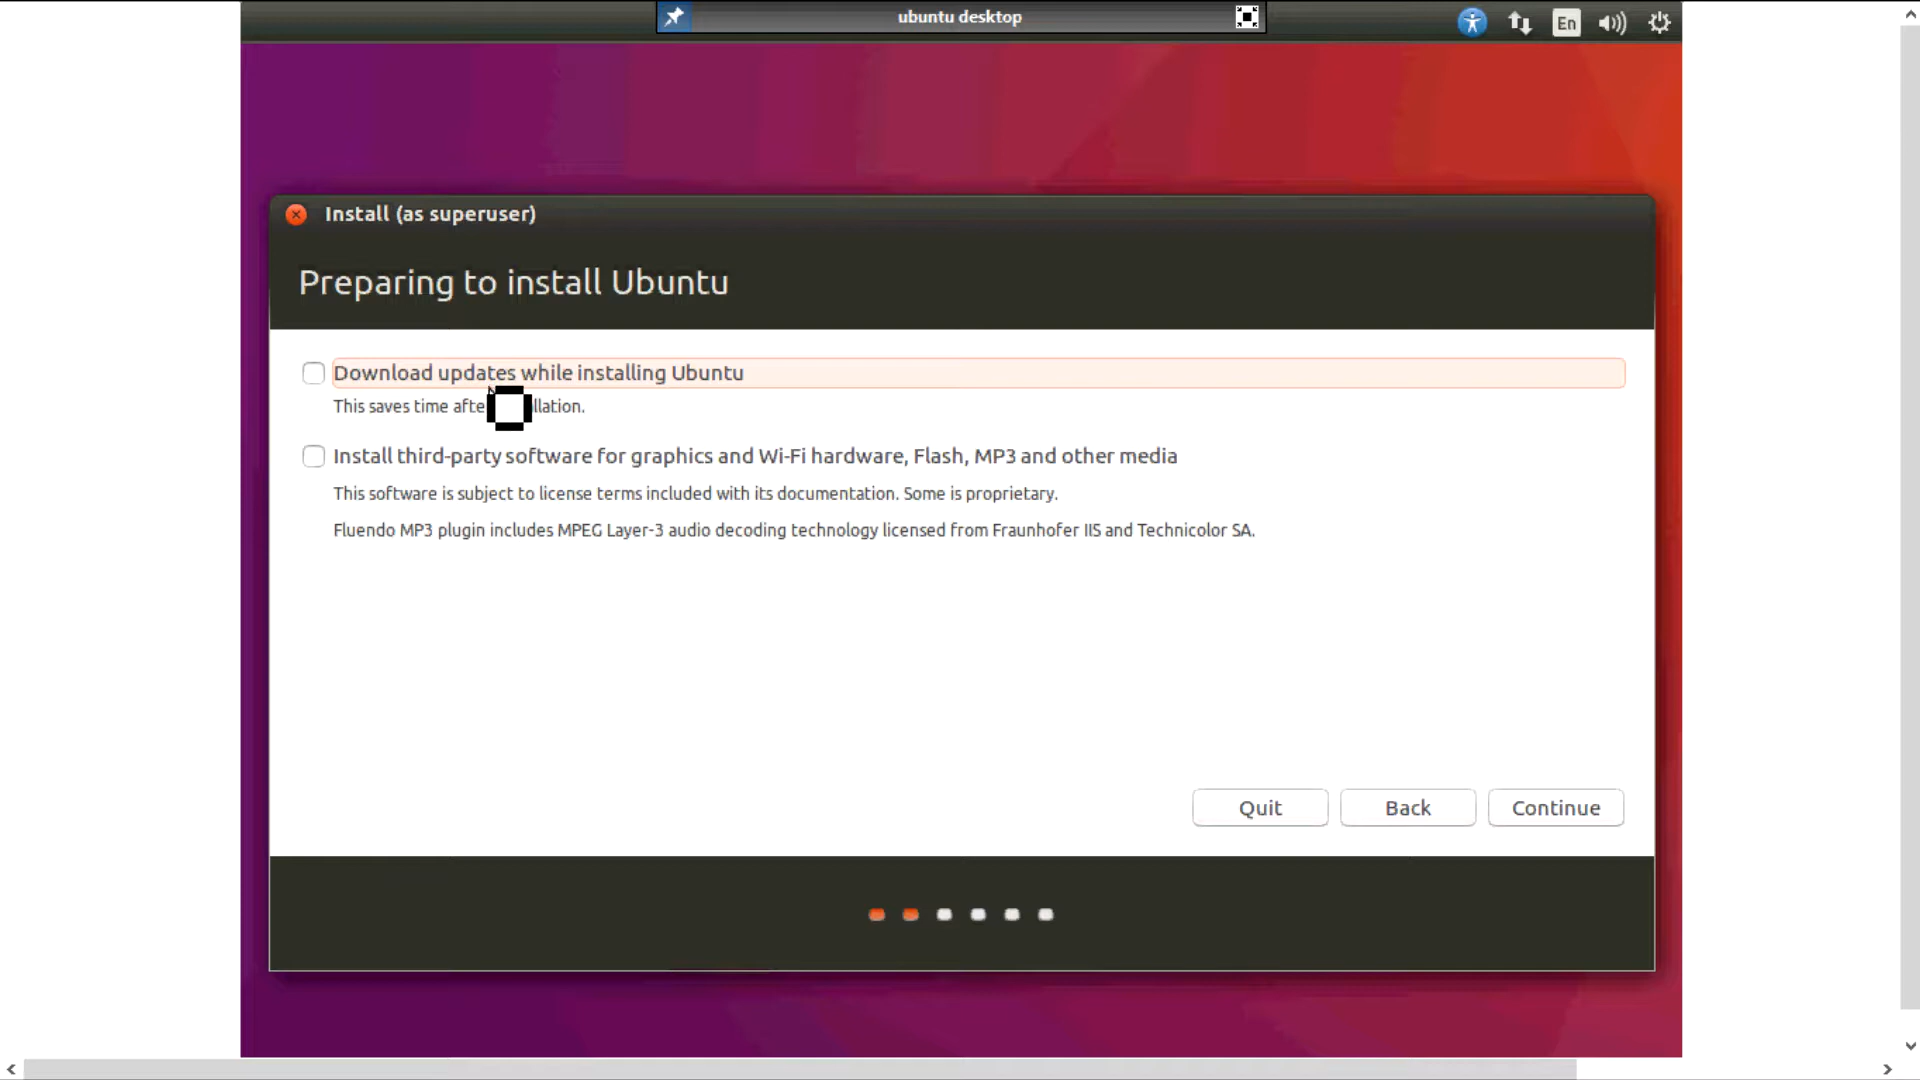 ubuntu desktop
En
Install (as superuser)
Preparing to install Ubuntu
Download updates while installing Ubuntu
This saves time afte llation.
Install third-party software for graphics and Wi-Fi hardware, Flash, MP3 and other media
This software is subject to license terms included with its documentation. Some is proprietary.
Fluendo MP3 plugin includes MPEG Layer-3 audio decoding technology licensed from Fraunhofer IIS and Technicolor SA.
Quit
Back
Continue